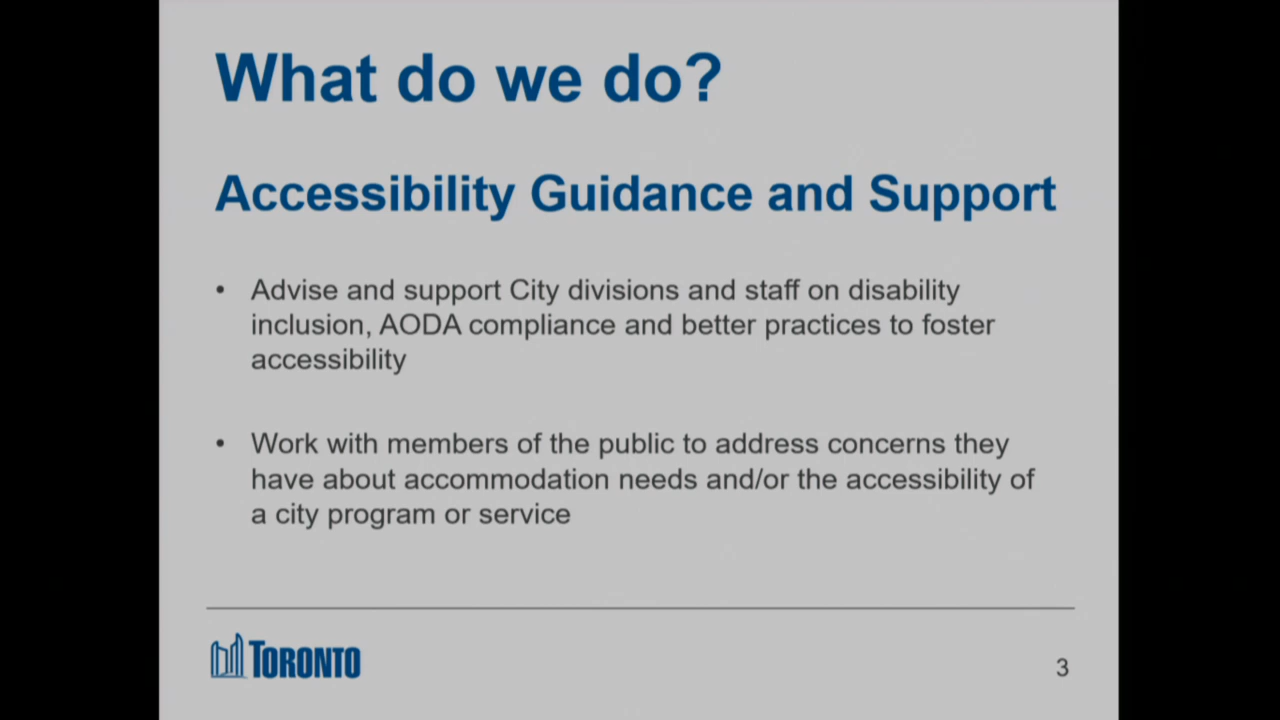 What do we do?
Accessibility Guidance and Support
• Advise and support City divisions and staff on disability
inclusion, AODA compliance and better practices to foster
accessibility
• Work with members of the public to address concerns they
have about accommodation needs and/or the accessibility of
a city program or service
TORONTO
3